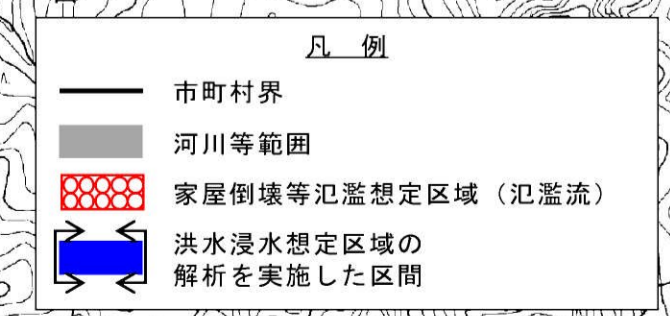 凡　例
市町村界
河川等範囲
家屋倒壊等氾濫想定区域（氾濫流）
洪水浸水想定区域の
解析を実施した区間